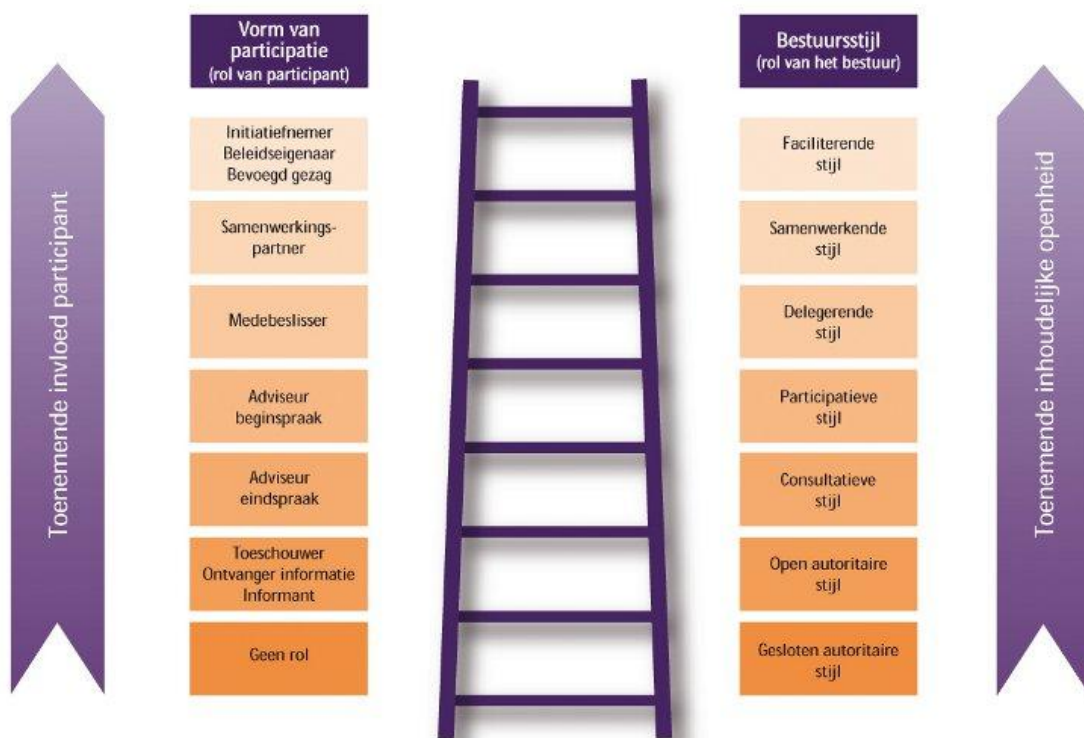 Vorm van
participatie
(rol van participant)
Bestuursstijl
(rol van het bestuur)
Toenemende invloed participant
Initiatiefnemer
Beleidseigenaar
Bevoegd gezag
Faciliterende
stijl
Samenwerkings-
partner
Samenwerkende
stijl
Medebeslisser
Delegerende
stijl
Adviseur
beginspraak
Participatieve
stijl
Adviseur
eindspraak
Consultatieve
stijl
Toeschouwer
Ontvanger informatie
Informant
Open autoritaire
stijl
Geen rol
Gesloten autoritaire
stijl
Toenemende inhoudelijke openheid